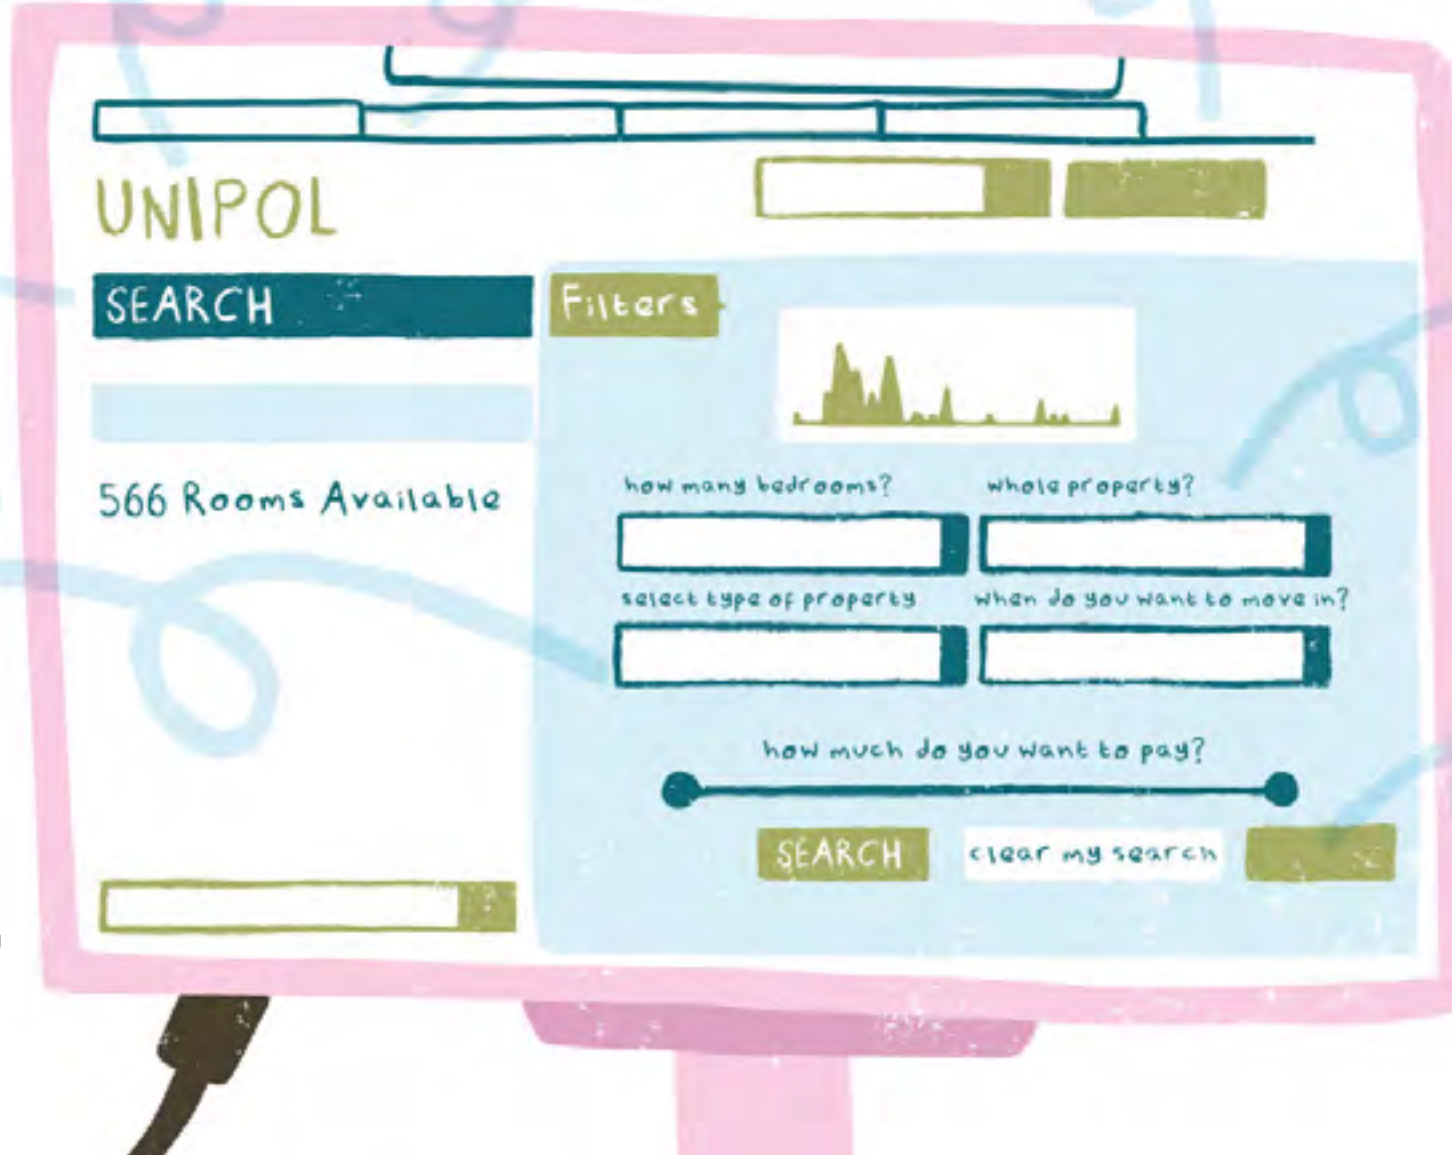 UNIPOL
SEARCH
Filters
566 Rooms Available
how many bedrooms?
whole property?
select type of property
when do you want to move in?
how much do you want to pay?
SEARCH
clear my search